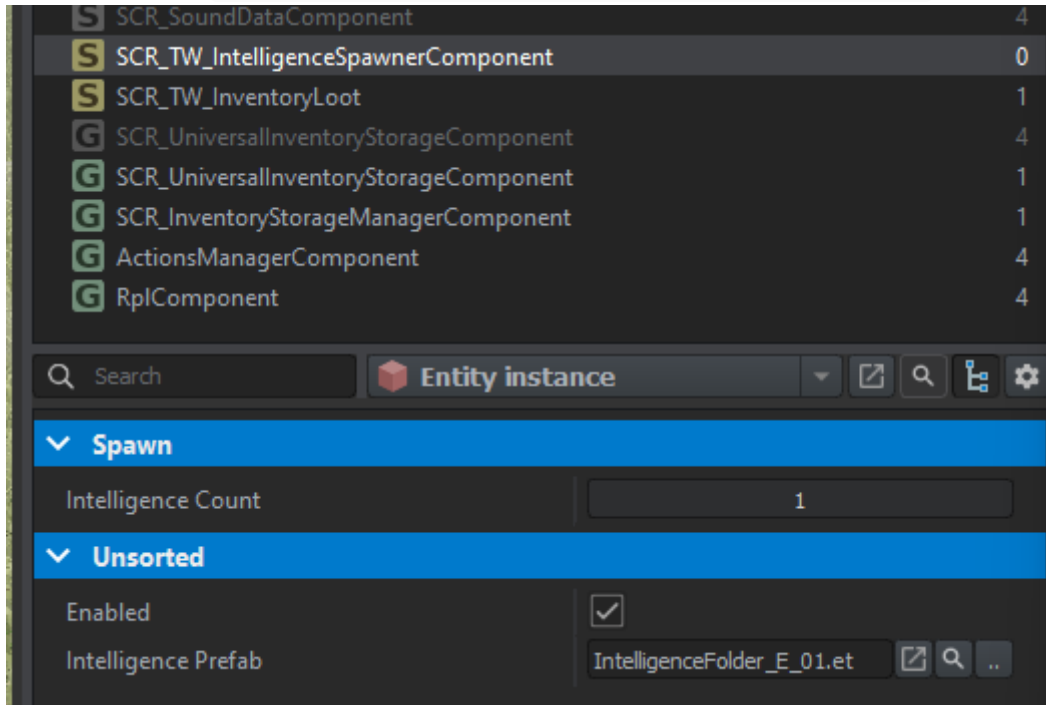 S SCR_SoundDataComponent 4
S SCR_TW_IntelligenceSpawnerComponent 0
S SCR_TW_InventoryLoot 1
G SCR_UniversalInventoryStorageComponent 4
G SCR_UniversalInventoryStorageComponent 1
G SCR_InventoryStorageManagerComponent 1
G ActionsManagerComponent 4
G RplComponent 4
Search Entity instance
Spawn
Intelligence Count 1
Unsorted
Enabled
Intelligence Prefab IntelligenceFolder_E_01.et ..